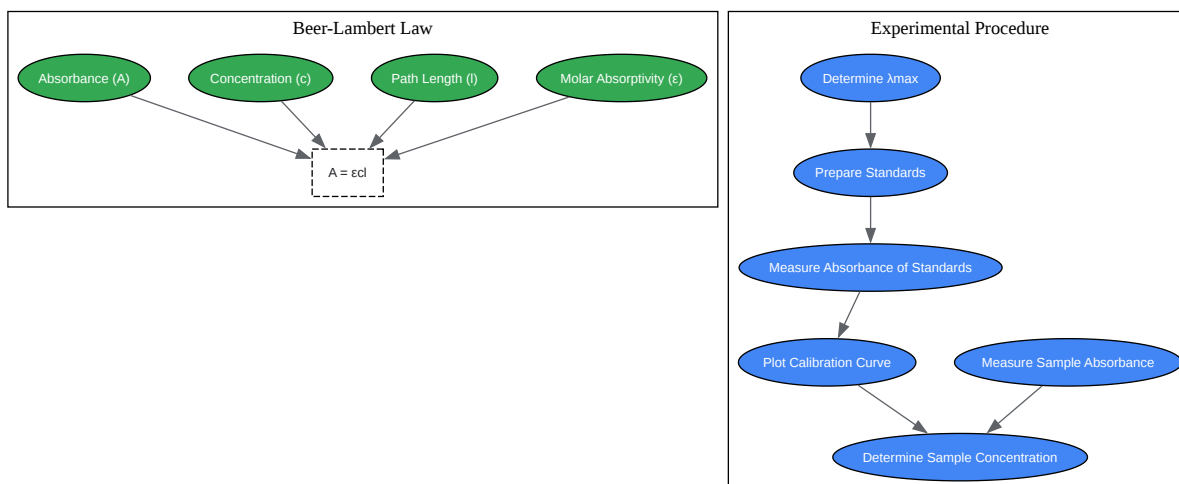 Beer-Lambert Law
Absorbance (A)
Concentration (c)
Path Length (l)
Molar Absorptivity (ε)
A = εcl
Experimental Procedure
Determine λmax
Prepare Standards
Measure Absorbance of Standards
Plot Calibration Curve
Measure Sample Absorbance
Determine Sample Concentration